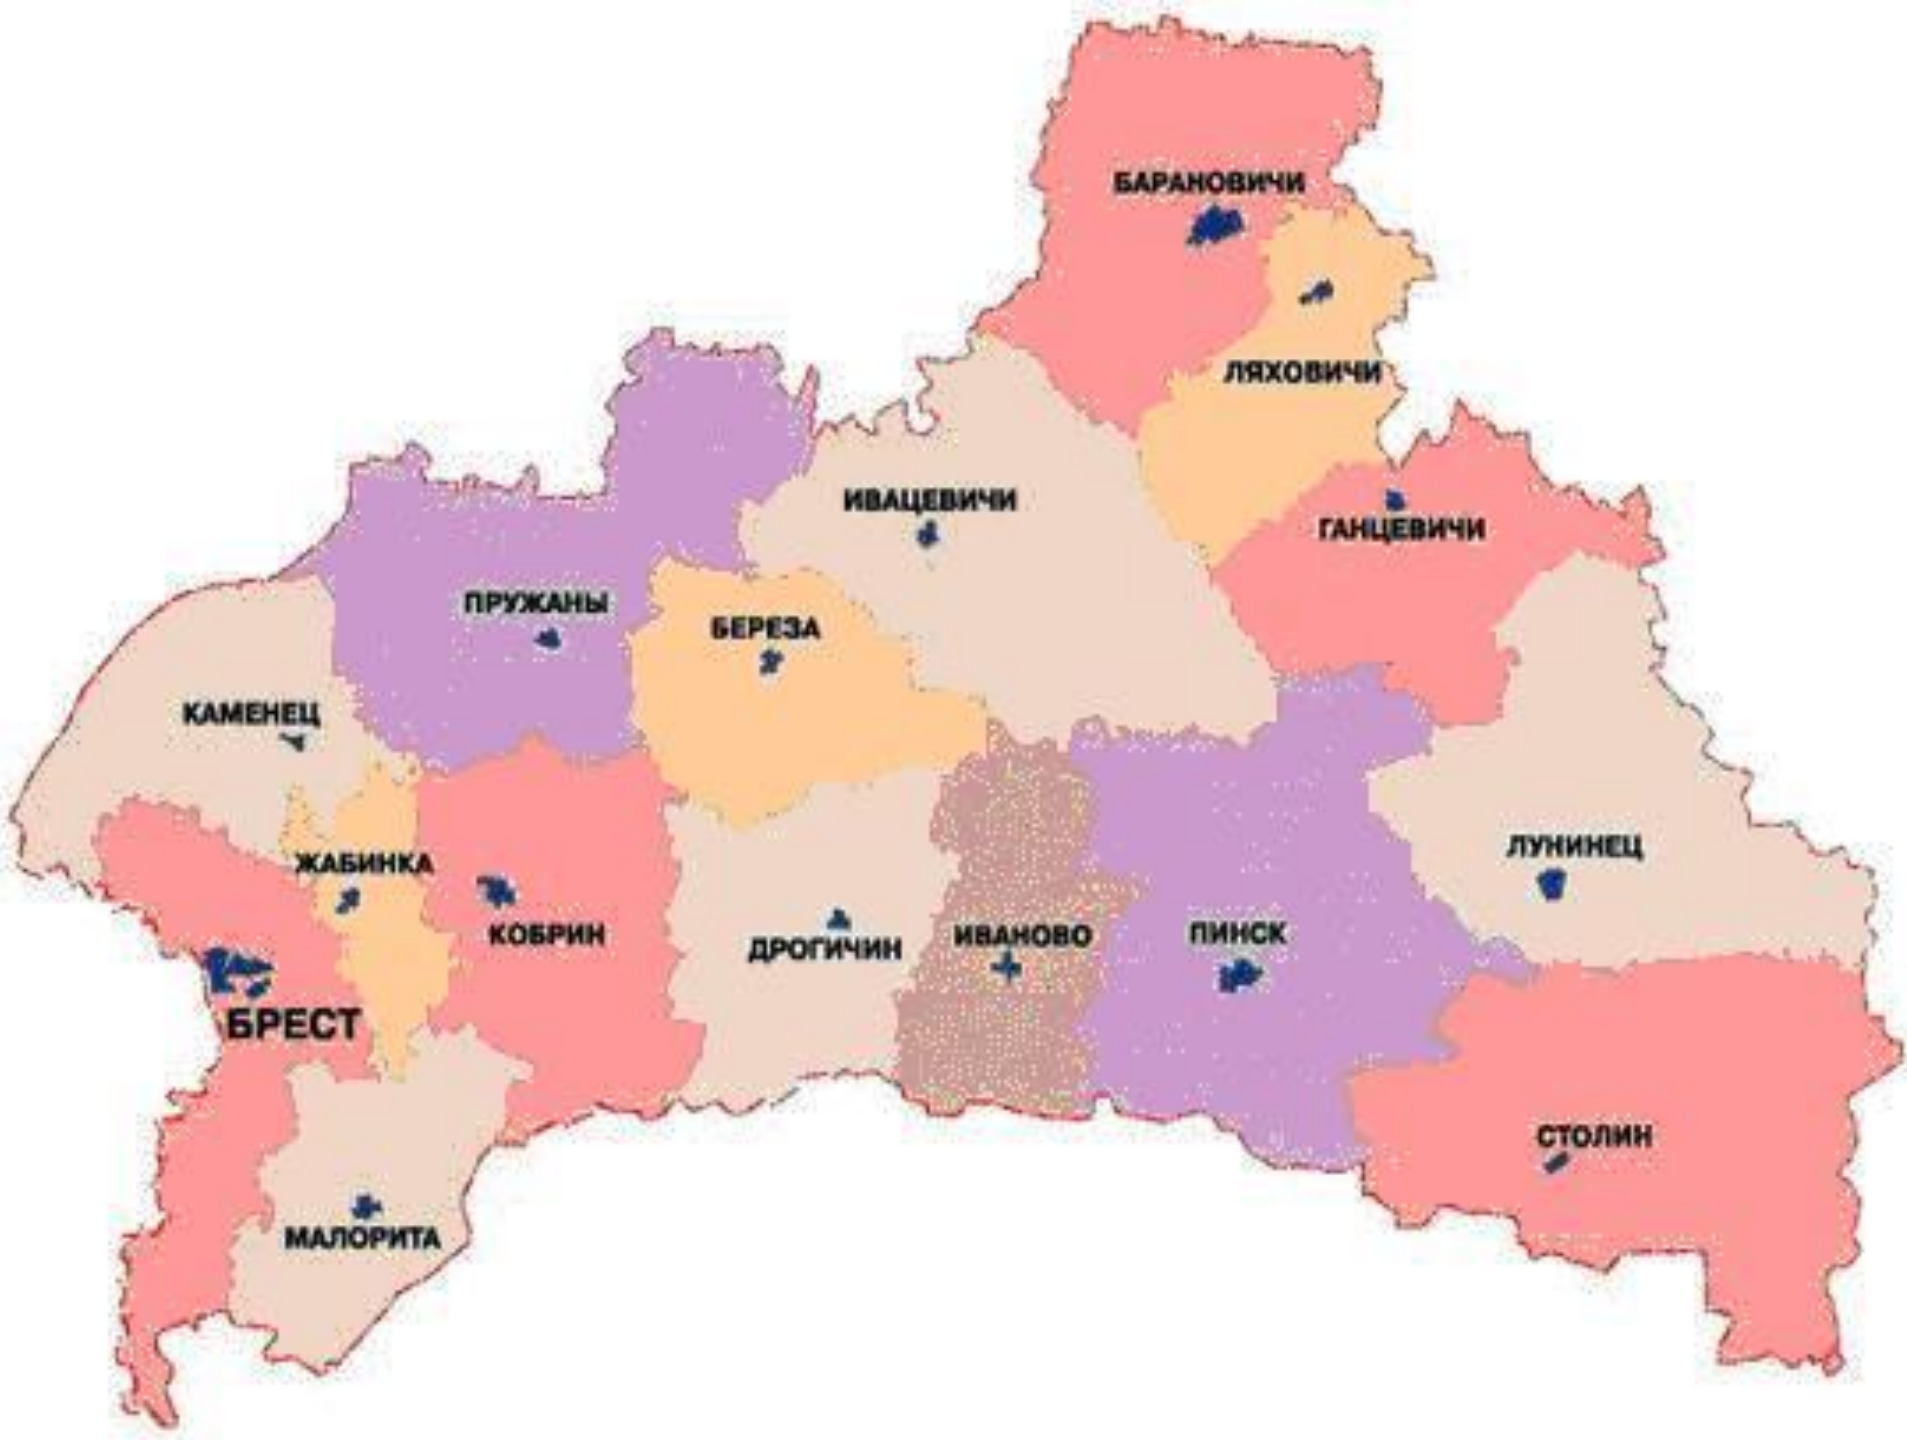 БАРАНОВИЧИ
ЛЯХОВИЧИ
ИВАЦЕВИЧИ
ГАНЦЕВИЧИ
ПРУЖАНЫ
БЕРЕЗА
КАМЕНЕЦ
ЛУНИНЕЦ
ЖАБИНКА
КОБРИН
ДРОГИЧИН
ИВАНОВО
ПИНСК
БРЕСТ
СТОЛИН
МАЛОРИТА